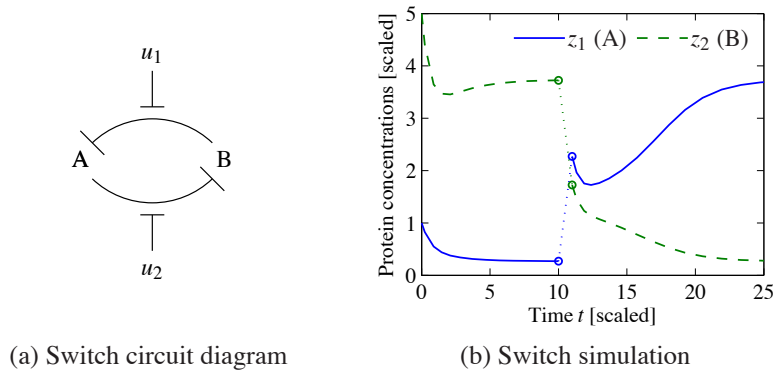 u1
A
B
u2
(a) Switch circuit diagram
Protein concentrations [scaled]
5
4
3
2
1
0
z1 (A) z2 (B)
0 5 10 15 20 25
Time t [scaled]
(b) Switch simulation